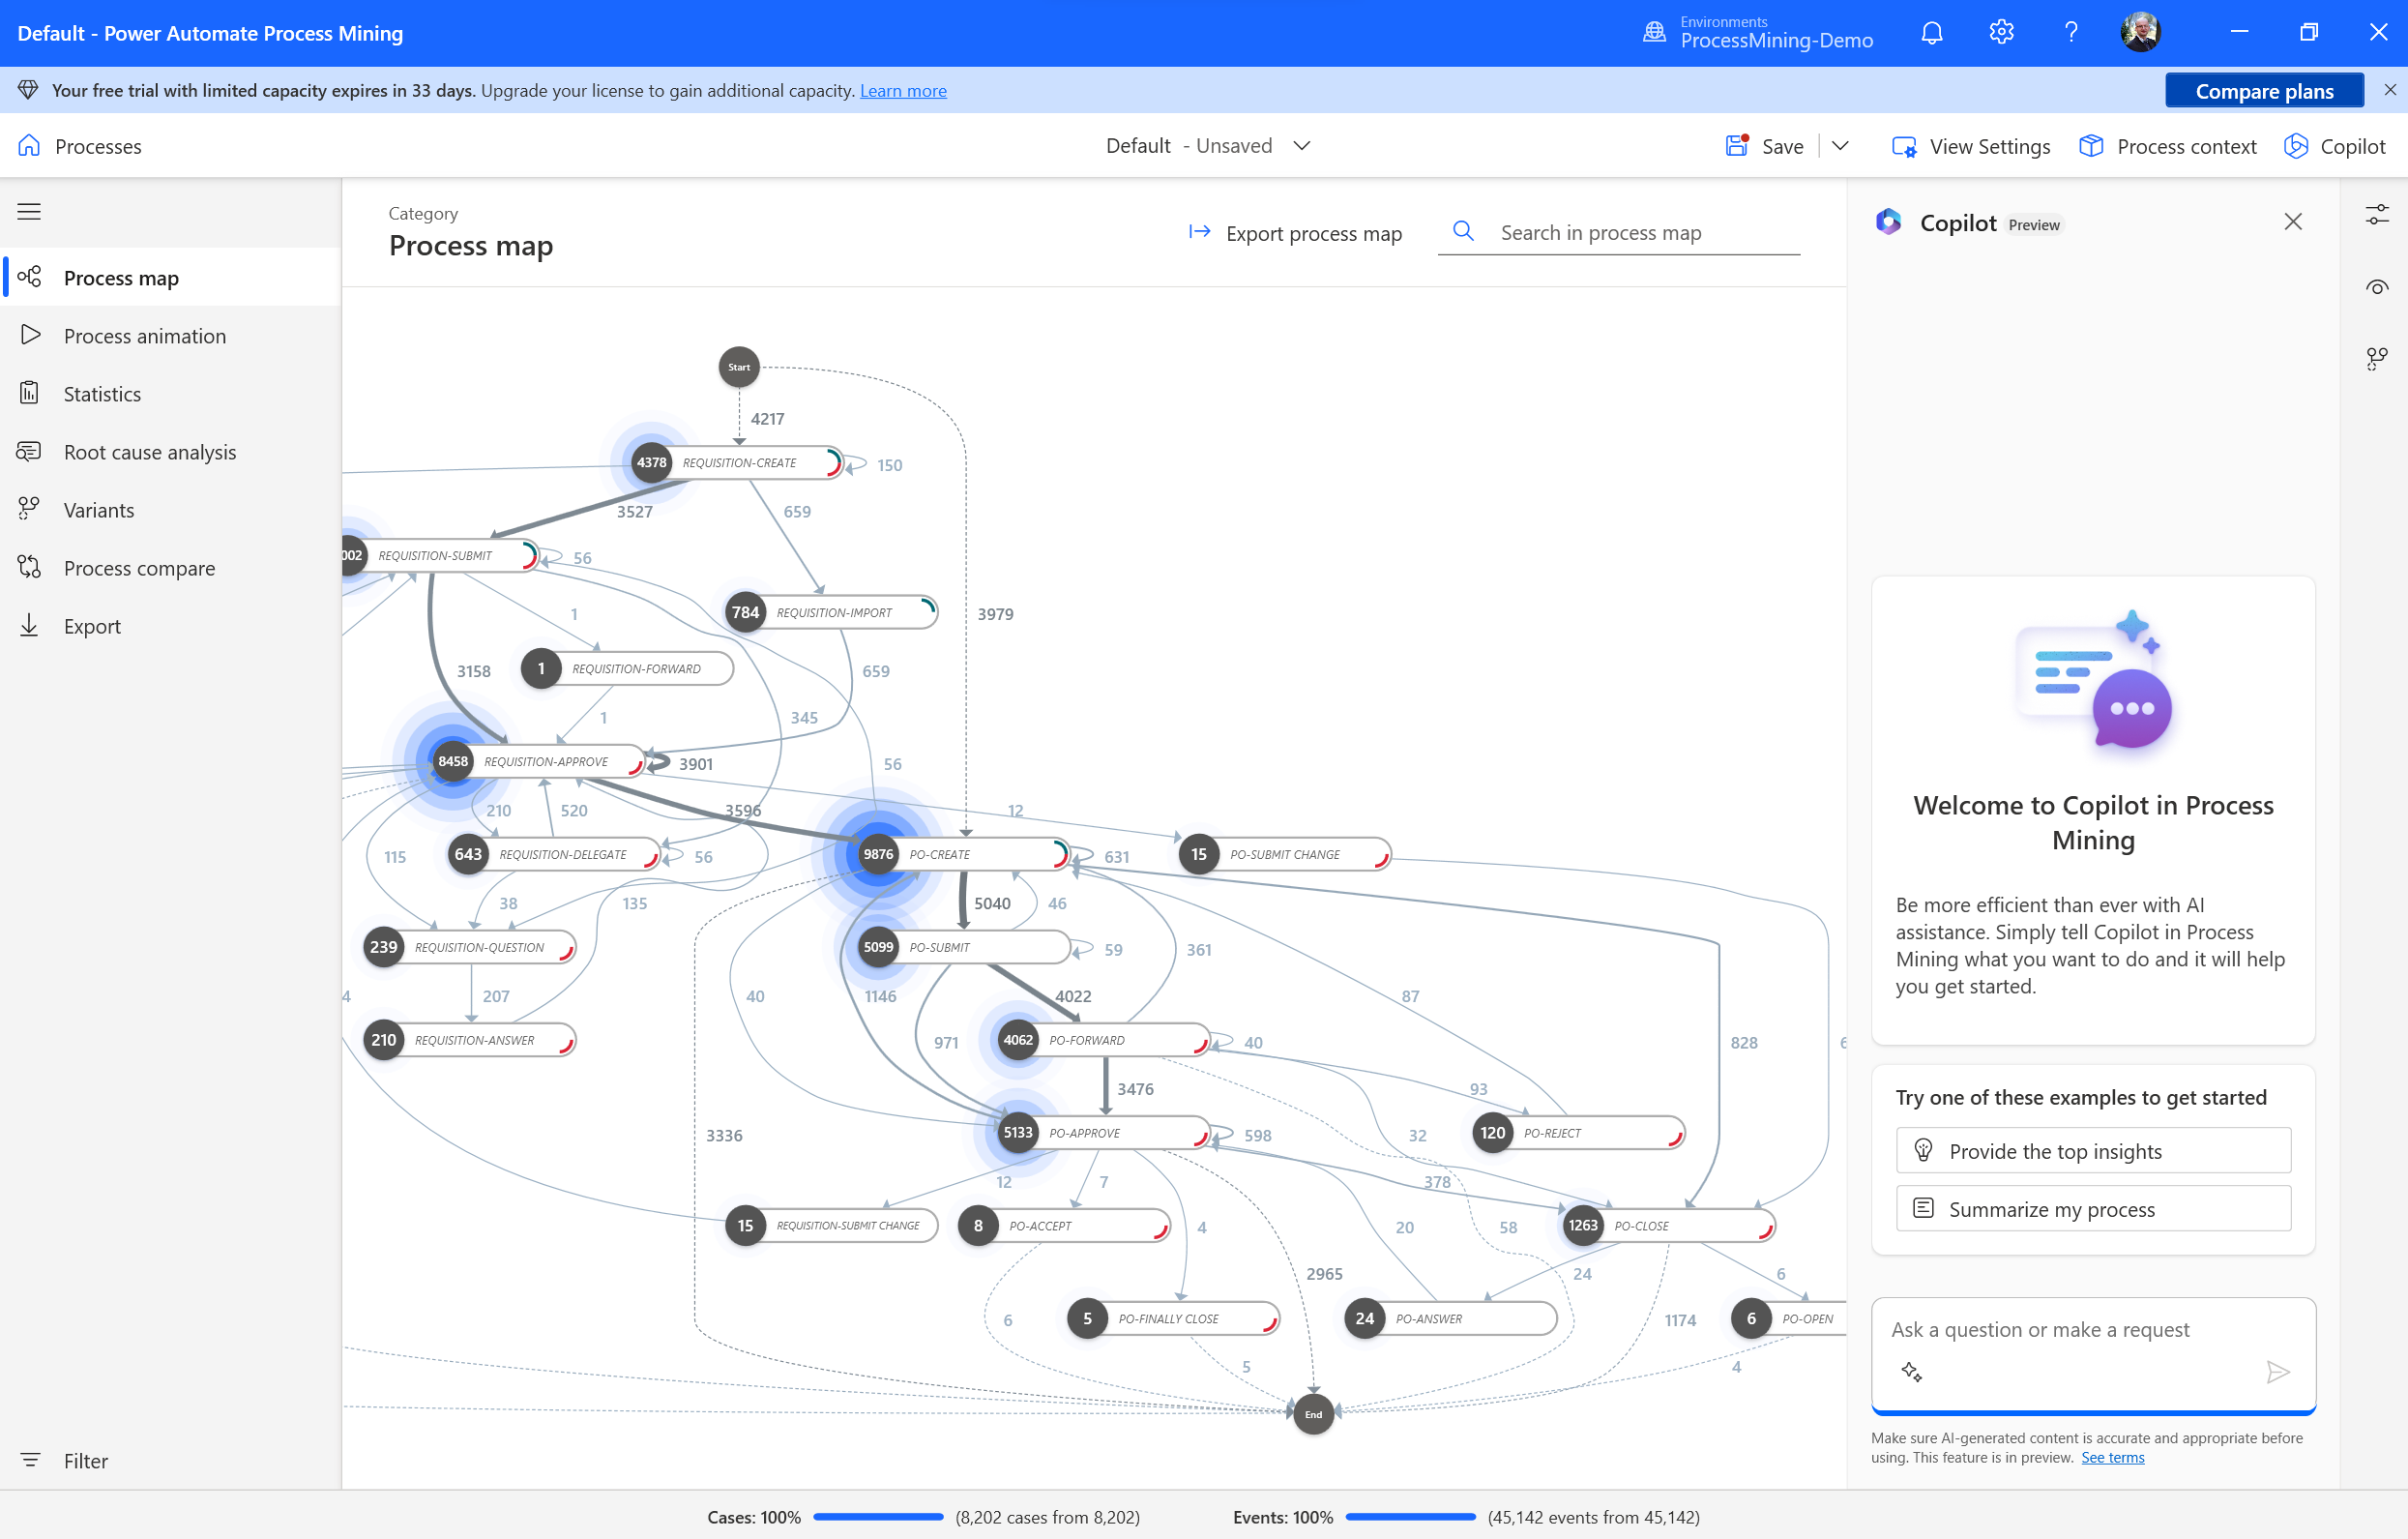 Default - Power Automate Process Mining
Environments
ProcessMining-Demo
Your free trial with limited capacity expires in 33 days. Upgrade your license to gain additional capacity. Learn more
Compare plans
Processes
Default - Unsaved
Save
View Settings
Process context
Copilot
Process map
Process animation
Statistics
Root cause analysis
Variants
Process compare
Export
Filter
Category
Process map
Export process map
Search in process map
Start
4217
4378 REQUISITION-CREATE
150
3527
659
002 REQUISITION-SUBMIT
56
784 REQUISITION-IMPORT
3979
1
1 REQUISITION-FORWARD
3158
659
1
345
8458 REQUISITION-APPROVE
3901
56
210
520
3596
12
643 REQUISITION-DELEGATE
56
115
9876 PO-CREATE
631
15 PO-SUBMIT CHANGE
38
135
5040
46
239 REQUISITION-QUESTION
5099 PO-SUBMIT
59
361
4
207
40
1146
4022
87
210 REQUISITION-ANSWER
971
4062 PO-FORWARD
40
828
6
3476
93
3336
5133 PO-APPROVE
598
32
120 PO-REJECT
12
7
378
15 REQUISITION-SUBMIT CHANGE
8 PO-ACCEPT
4
20
58
1263 PO-CLOSE
2965
24
6
6
5 PO-FINALLY CLOSE
24 PO-ANSWER
1174
6 PO-OPEN
5
4
End
Copilot Preview
Welcome to Copilot in Process
Mining
Be more efficient than ever with AI
assistance. Simply tell Copilot in Process
Mining what you want to do and it will help
you get started.
Try one of these examples to get started
Provide the top insights
Summarize my process
Ask a question or make a request
Make sure AI-generated content is accurate and appropriate before
using. This feature is in preview. See terms
Cases: 100% (8,202 cases from 8,202)
Events: 100% (45,142 events from 45,142)